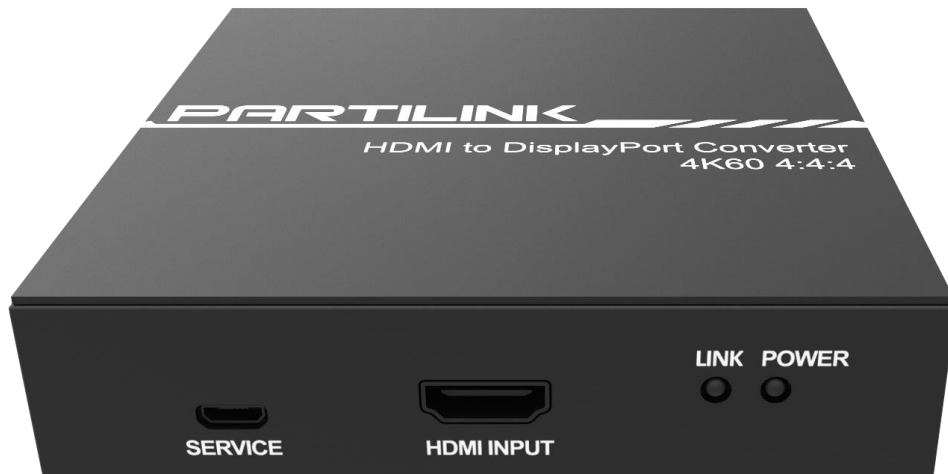 PARTILINK
HDMI to DisplayPort Converter
4K60 4:4:4
LINK POWER
SERVICE
HDMI INPUT